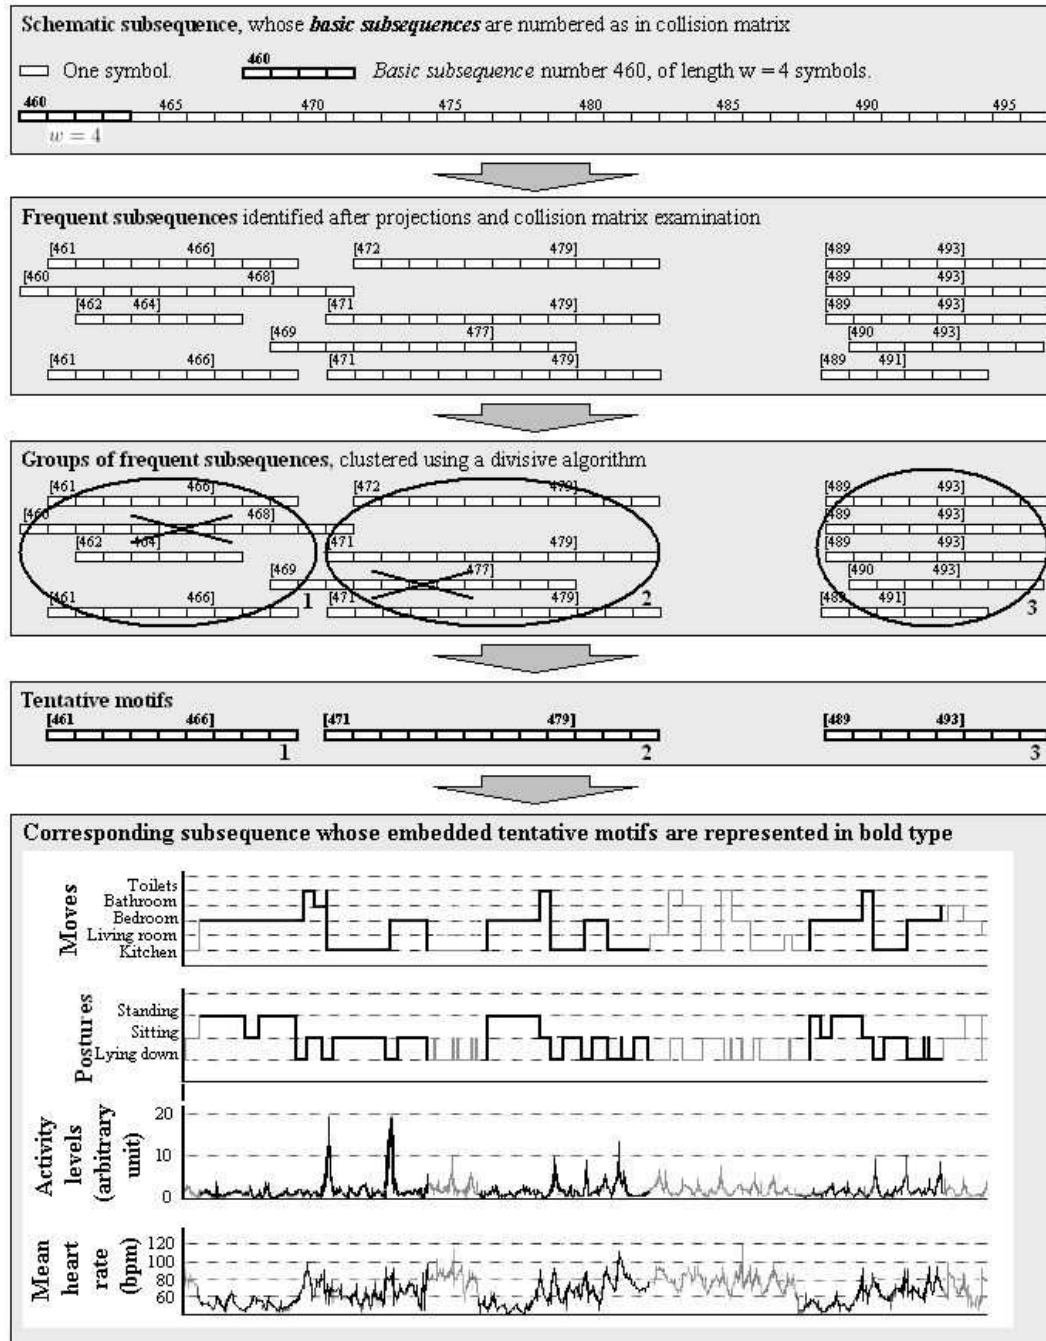 Schematic subsequence, whose basic subsequences are numbered as in collision matrix
One symbol. 460 Basic subsequence number 460, of length w = 4 symbols.
460 465 470 475 480 485 490 495
w = 4
Frequent subsequences identified after projections and collision matrix examination
[461 466] [472 479] [489 493]
[460 468] [489 493]
[462 464] [471 479] [489 493]
[469 477] [490 493]
[461 466] [471 479] [489 491]
Groups of frequent subsequences, clustered using a divisive algorithm
[461 466] [472 479] [489 493]
[460 468] [489 493]
[462 464] [471 479] [489 493]
[469 477] [490 493]
[461 466] 1 [471 479] 2 [489 491] 3
Tentative motifs
[461 466] [471 479] [489 493]
1 2 3
Corresponding subsequence whose embedded tentative motifs are represented in bold type
Moves
Toilets
Bathroom
Bedroom
Living room
Kitchen
Postures
Standing
Sitting
Lying down
Activity
levels
(arbitrary
unit)
20
10
0
Mean
heart
rate
(bpm)
120
100
80
60